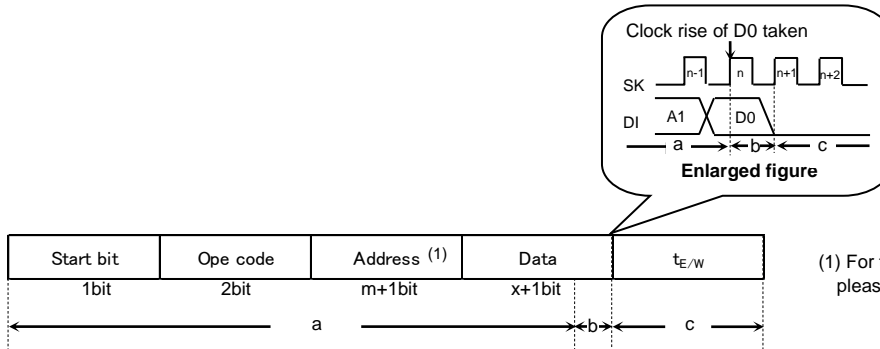 Clock rise of D0 taken
SK n-1 n n+1 n+2
DI A1 D0
a b c
Enlarged figure
Start bit Ope code Address (1) Data tE/W
1bit 2bit m+1bit x+1bit
a b c
(1) For
pleas